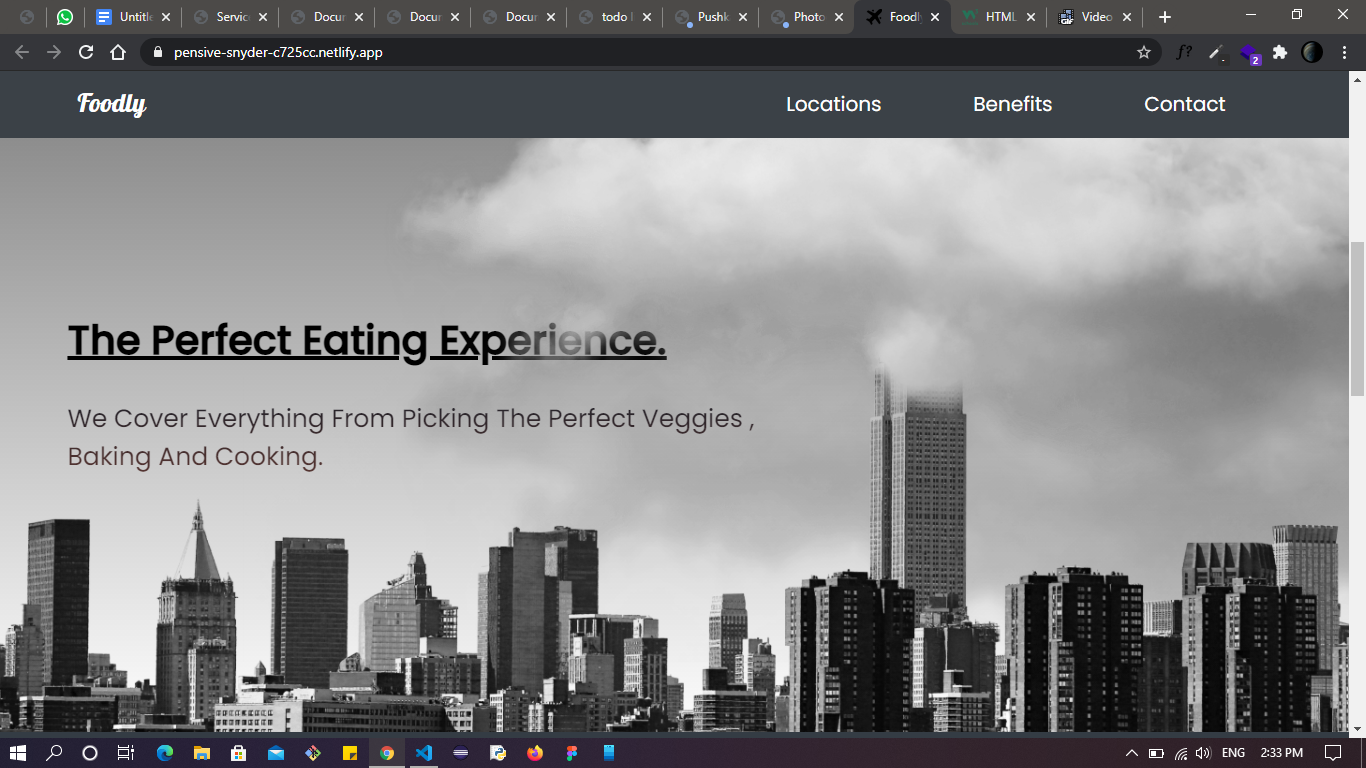 Untitle
Servic
Docur
Docur
Docur
todo l
Pushk
Photo
Foodly
HTML
Video
pensive-snyder-c725cc.netlify.app
f?
2
Foodly
Locations
Benefits
Contact
The Perfect Eating Experience.
We Cover Everything From Picking The Perfect Veggies ,
Baking And Cooking.
ENG
2:33 PM